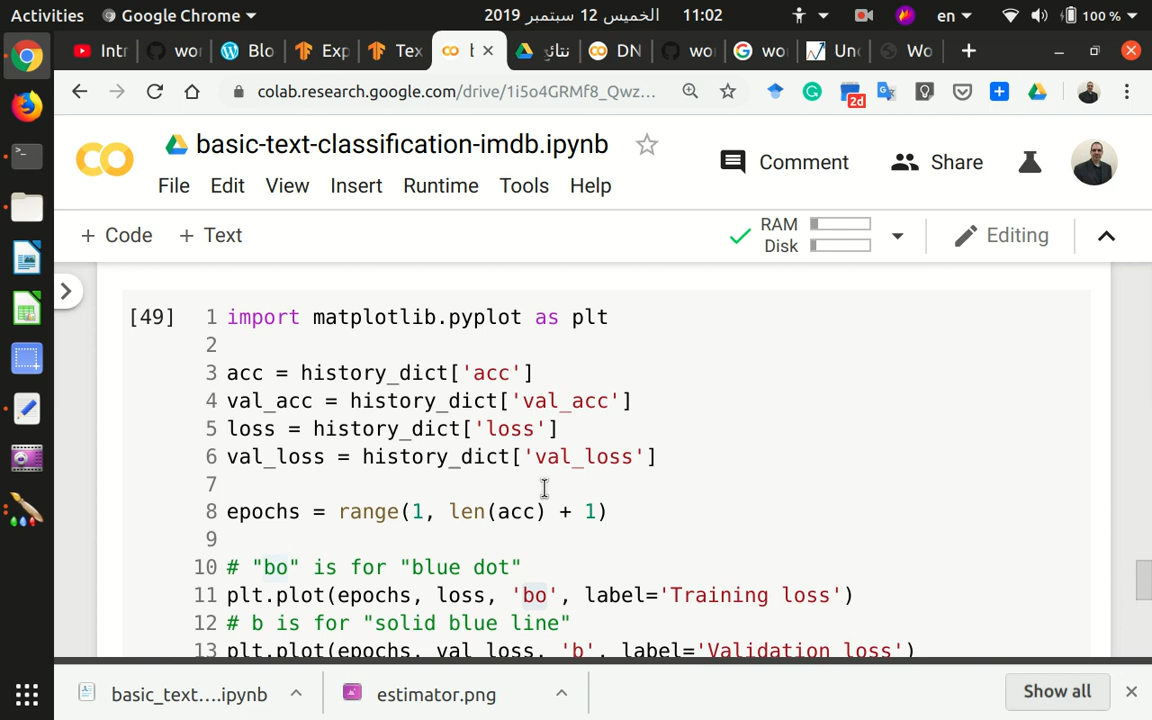 Activities Google Chrome الخميس 12 سبتمبر 2019 11:02 en 100 %
Intr wor Blo Exp Tex نتائج DN wor wor Wo
colab.research.google.com/drive/1i5o4GRMf8_Qwz... 2d
basic-text-classification-imdb.ipynb
Comment Share
File Edit View Insert Runtime Tools Help
+ Code + Text RAM Disk Editing
[49] 1 import matplotlib.pyplot as plt
2
3 acc = history_dict['acc']
4 val_acc = history_dict['val_acc']
5 loss = history_dict['loss']
6 val_loss = history_dict['val_loss']
7
8 epochs = range(1, len(acc) + 1)
9
10 # "bo" is for "blue dot"
11 plt.plot(epochs, loss, 'bo', label='Training loss')
12 # b is for "solid blue line"
13 plt.plot(epochs, val_loss, 'b', label='Validation loss')
basic_text....ipynb estimator.png Show all